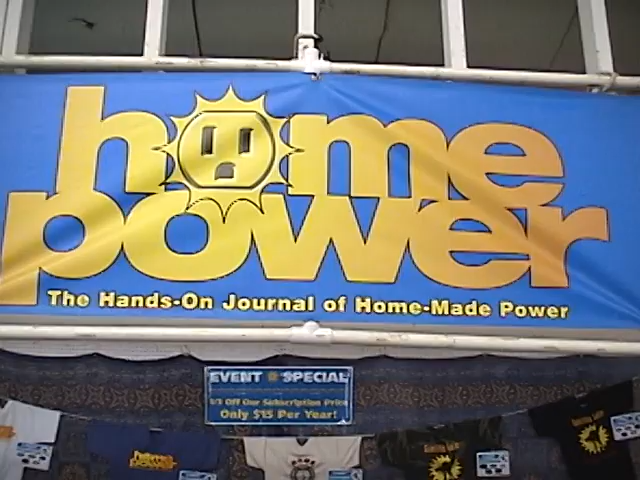 home
power
The Hands-On Journal of Home-Made Power
EVENT SPECIAL
1/3 Off Our Subscription Price
Only $15 Per Year!